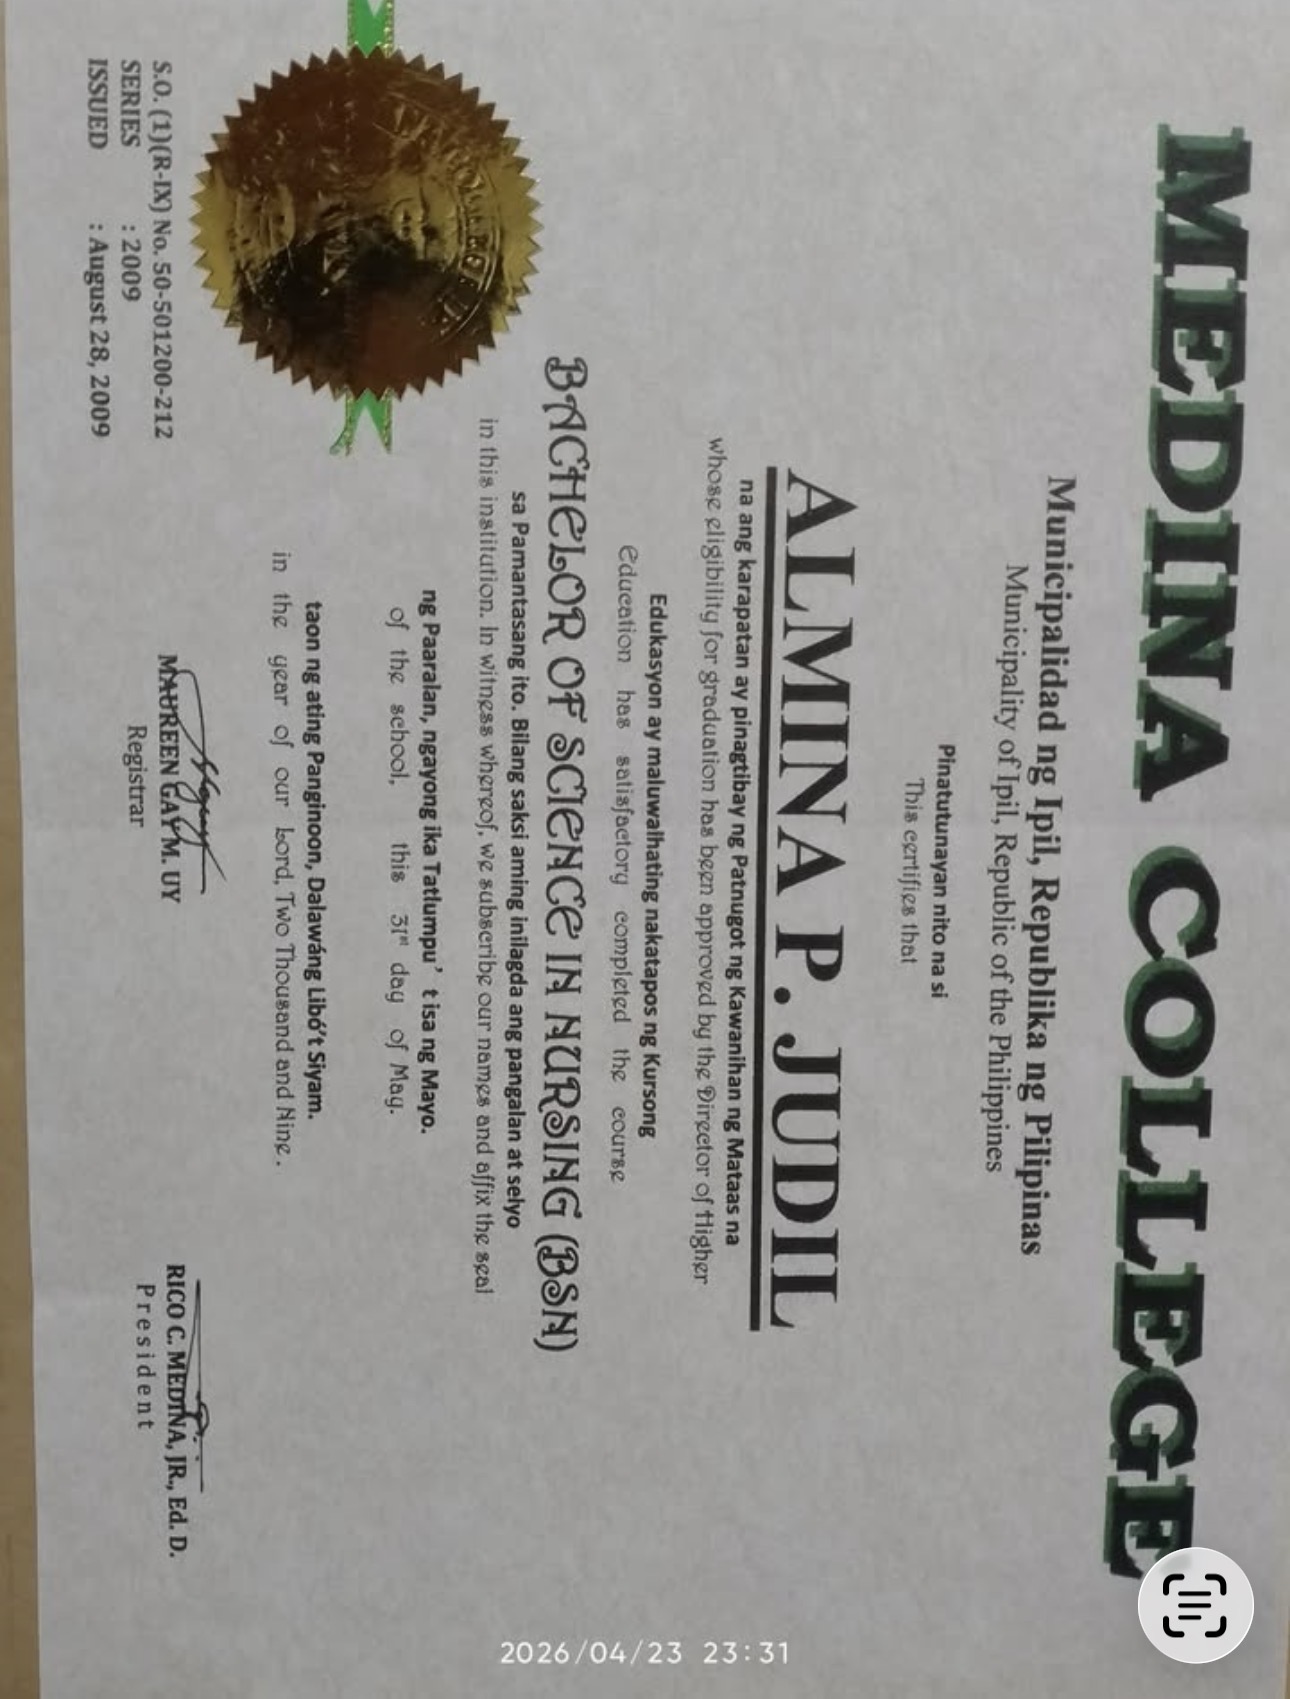 MEDINA COLLEGE
Municipalidad ng Ipil, Republika ng Pilipinas
Municipality of Ipil, Republic of the Philippines
Pinatutunayan nito na si
This certifies that
ALMINA P. JUDIL
na ang karapatan ay pinagtibay ng Patnugot ng Kawanihan ng Mataas na
whose eligibility for graduation has been approved by the Director of Higher
Edukasyon ay maluwalhating nakatapos ng Kursong
Education has satisfactory completed the course
BACHELOR OF SCIENCE IN NURSING (BSN)
sa Pamantasang ito. Bilang saksi aming inilagda ang pangalan at selyo
in this institution. In witness whereof, we subscribe our names and affix the seal
ng Paaralan, ngayong ika Tatlumpu' t isa ng Mayo.
of the school, this 31st day of May.
taon ng ating Panginoon, Dalawáng Libó't Siyam.
in the year of our Lord, Two Thousand and Nine.
MAUREEN GAY M. UY
Registrar
RICO C. MEDINA, JR., Ed. D.
President
S.O. (1)(R-IX) No. 50-501200-212
SERIES : 2009
ISSUED : August 28, 2009
2026/04/23 23:31